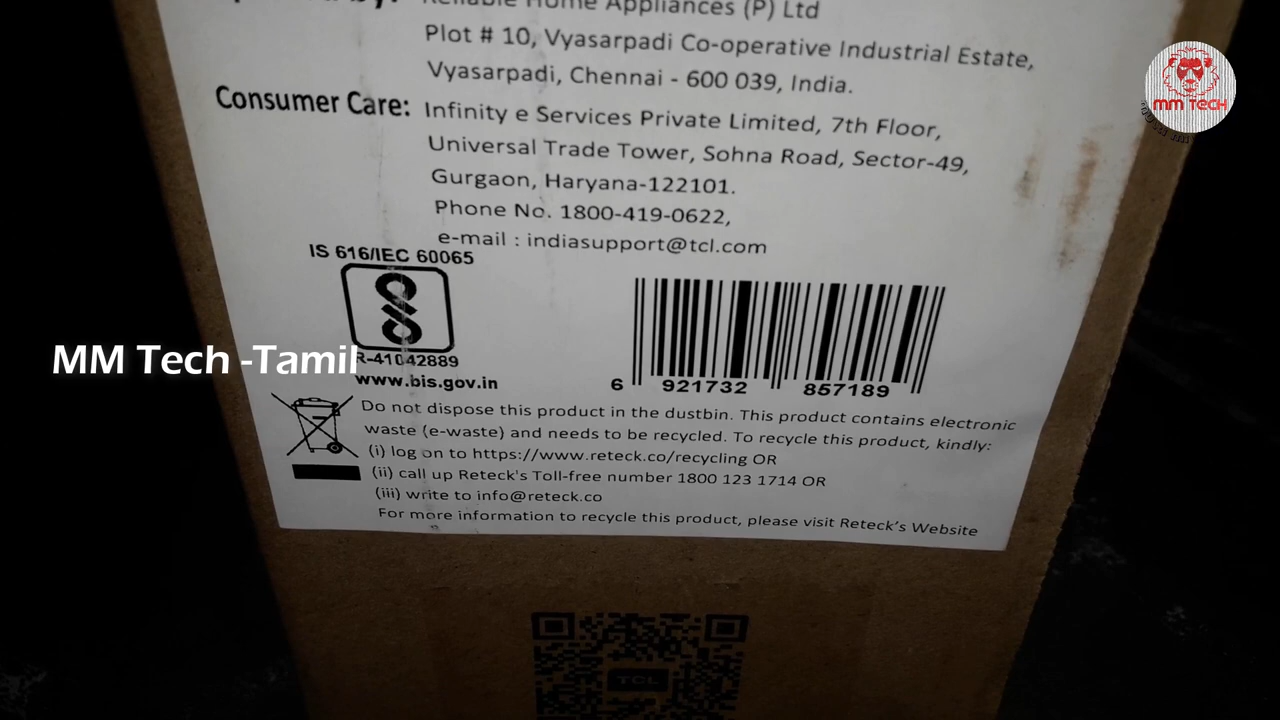 Reliable Home Appliances (P) Ltd
Plot # 10, Vyasarpadi Co-operative Industrial Estate,
Vyasarpadi, Chennai - 600 039, India.
Consumer Care: Infinity e Services Private Limited, 7th Floor,
Universal Trade Tower, Sohna Road, Sector-49,
Gurgaon, Haryana-122101.
Phone No. 1800-419-0622,
e-mail : indiasupport@tcl.com
IS 616/IEC 60065
R-41042889
www.bis.gov.in
6 921732 857189
Do not dispose this product in the dustbin. This product contains electronic
waste (e-waste) and needs to be recycled. To recycle this product, kindly:
(i) log on to https://www.reteck.co/recycling OR
(ii) call up Reteck's Toll-free number 1800 123 1714 OR
(iii) write to info@reteck.co
For more information to recycle this product, please visit Reteck's Website
TCL
MM Tech -Tamil
MM TECH